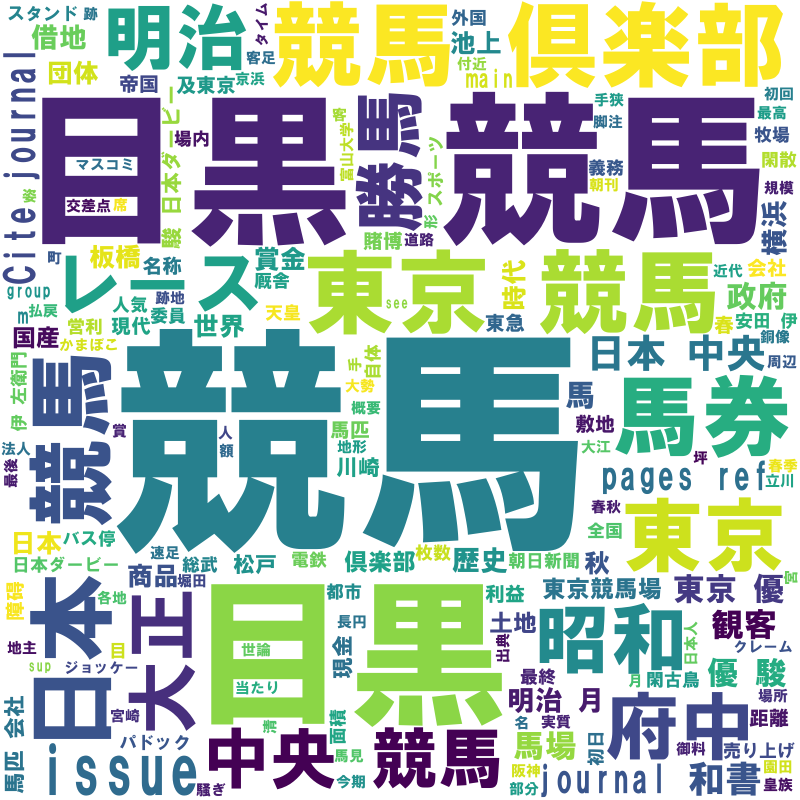 スタンド 跡
借地
明治
団体
帝国
及東京
客足
京浜
タイム
競馬 倶楽部
外国
池上
付近
main
手狭
脚注
初回
最高
牧場
義務
朝刊
閑散
規模
横浜
Cite journal
目黒 競馬
マスコミ
交差点
席
場内
駿 日本ダービー
勝馬
富山大学
形 スポーツ
賭博
道路
町
板橋
名称
賞金
厩舎
レース
東京 競馬
時代
近代
会社
政府
春
安田 伊
銅像
周辺
group
m
払戻
人気
跡地
現代
委員
世界
天皇
see
東急
国産
営利
かまぼこ
伊 左衛門
手
自体
大勢
概要
競馬
日本 中央
馬
馬券
敷地
大江
坪
法人
最後
競馬
賞
人
額
馬匹
地形
川崎
pages ref
春季
立川
春秋
全国
東京
日本
バス停
日本ダービー
速足
総武
松戸
電鉄
倶楽部
枚数
歴史
朝日新聞
秋
商品
堀田
障碍
各地
地主
目
sup
ジョッケー
日本
大正
目黒
世論
当たり
都市
長円
現金
利益
土地
出典
昭和
東京競馬場
東京 優
宮
観客
日本人
クレーム
優 駿
月
閑古鳥
場所
最終
明治 月
府中
距離
馬匹 会社
宮崎
パドック
issue
騒ぎ
中央 競馬
清
面積
馬見
今期
名
実質
馬場
初日
阪神
部分
journal
御料
売り上げ
和書
園田
皇族